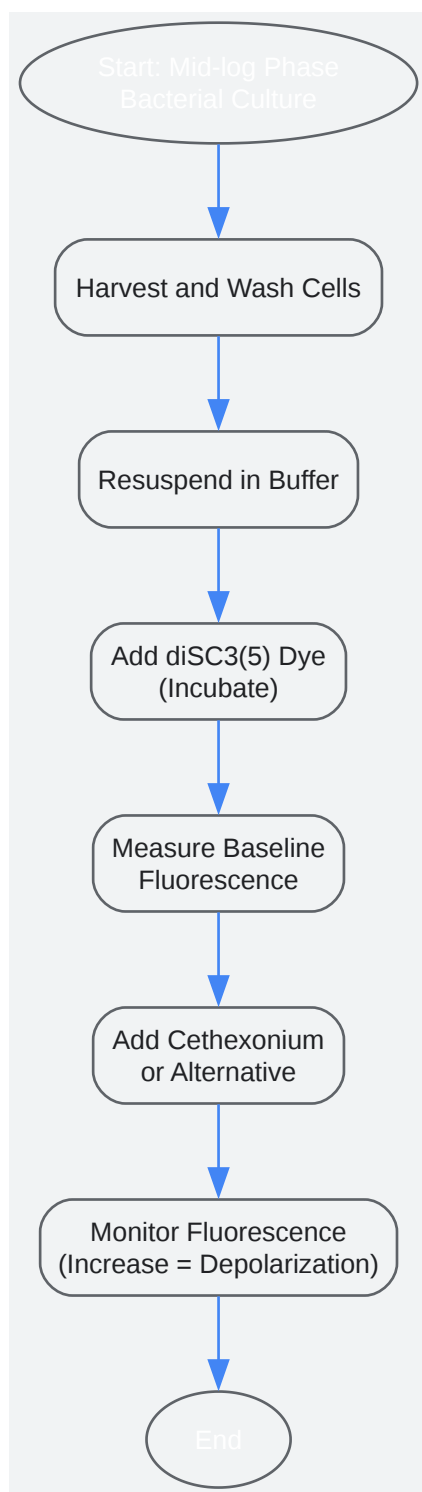 Start: Mid-log Phase
Bacterial Culture
Harvest and Wash Cells
Resuspend in Buffer
Add diSC3(5) Dye
(Incubate)
Measure Baseline
Fluorescence
Add Cethexonium
or Alternative
Monitor Fluorescence
(Increase = Depolarization)
End